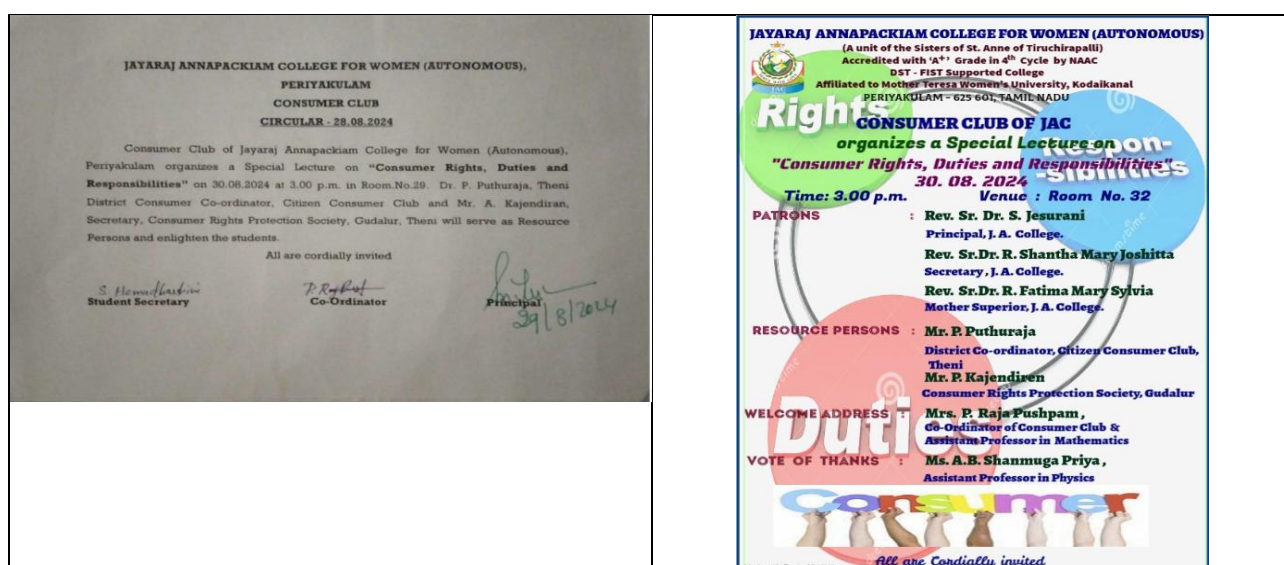 JAYARAJ ANNAPACKIAM COLLEGE FOR WOMEN (AUTONOMOUS),
PERIYAKULAM
CONSUMER CLUB
CIRCULAR - 28.08.2024
Consumer Club of Jayaraj Annapackiam College for Women (Autonomous),
Periyakulam organizes a Special Lecture on "Consumer Rights, Duties and
Responsibilities" on 30.08.2024 at 3.00 p.m. in Room.No.29. Dr. P. Puthuraja, Theni
District Consumer Co-ordinator, Citizen Consumer Club and Mr. A. Kajendiran,
Secretary, Consumer Rights Protection Society, Gudalur, Theni will serve as Resource
Persons and enlighten the students.
All are cordially invited
Student Secretary Co-Ordinator Principal
29/8/2024
JAYARAJ ANNAPACKIAM COLLEGE FOR WOMEN (AUTONOMOUS)
(A unit of the Sisters of St. Anne of Tiruchirapalli)
Accredited with 'A+' Grade in 4th Cycle by NAAC
DST - FIST Supported College
Affiliated to Mother Teresa Women's University, Kodaikanal
PERIYAKULAM - 625 601, TAMIL NADU
JAC
Rights
CONSUMER CLUB OF JAC
organizes a Special Lecture on
Respon-
-sibilities
"Consumer Rights, Duties and Responsibilities"
30. 08. 2024
Time: 3.00 p.m. Venue : Room No. 32
PATRONS : Rev. Sr. Dr. S. Jesurani
Principal, J. A. College.
Rev. Sr.Dr. R. Shantha Mary Joshitta
Secretary , J. A. College.
Rev. Sr.Dr. R. Fatima Mary Sylvia
Mother Superior, J. A. College.
RESOURCE PERSONS : Mr. P. Puthuraja
District Co-ordinator, Citizen Consumer Club,
Theni
Mr. P. Kajendiren
Consumer Rights Protection Society, Gudalur
Duties
WELCOME ADDRESS : Mrs. P. Raja Pushpam ,
Co-Ordinator of Consumer Club &
Assistant Professor in Mathematics
VOTE OF THANKS : Ms. A.B. Shanmuga Priya ,
Assistant Professor in Physics
Consumer
All are Cordially invited